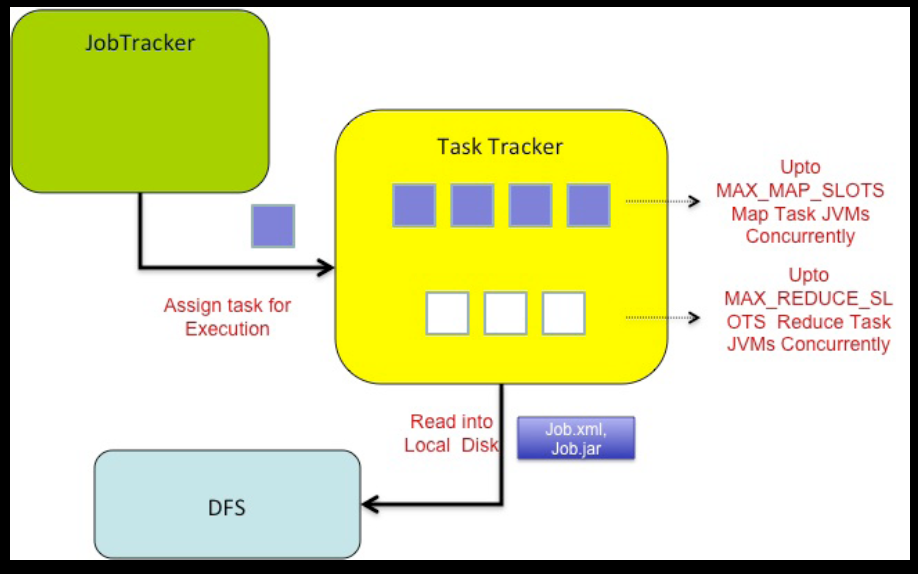 JobTracker
Task Tracker
Upto
MAX_MAP_SLOTS
Map Task JVMs
Concurrently
Assign task for
Execution
Upto
MAX_REDUCE_SL
OTS Reduce Task
JVMs Concurrently
Read into
Local Disk
Job.xml,
Job.jar
DFS